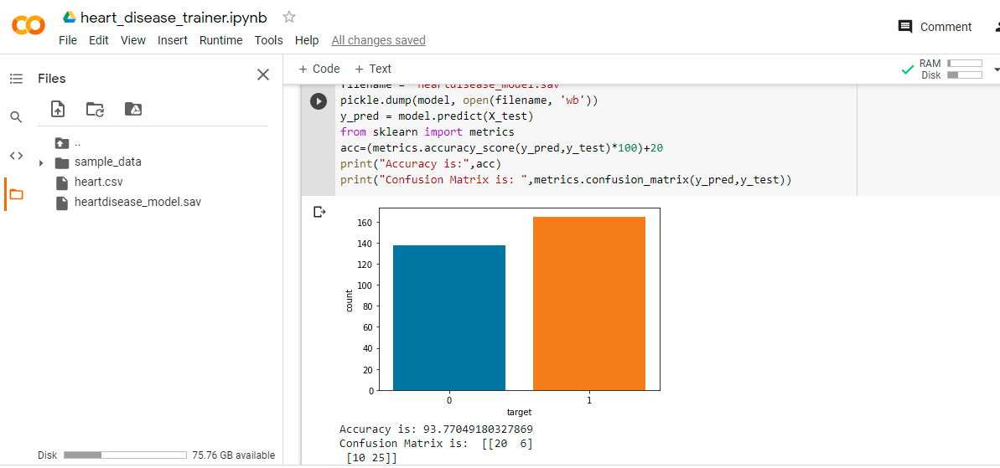 heart_disease_trainer.ipynb
File Edit View Insert Runtime Tools Help All changes saved
Comment
Files
+ Code + Text
RAM
Disk
..
sample_data
heart.csv
heartdisease_model.sav
Disk 75.76 GB available
filename = 'heartdisease_model.sav'
pickle.dump(model, open(filename, 'wb'))
y_pred = model.predict(X_test)
from sklearn import metrics
acc=(metrics.accuracy_score(y_pred,y_test)*100)+20
print("Accuracy is:",acc)
print("Confusion Matrix is: ",metrics.confusion_matrix(y_pred,y_test))
160
140
120
100
80
60
40
20
0
count
0 1
target
Accuracy is: 93.77049180327869
Confusion Matrix is:  [[20  6]
 [10 25]]